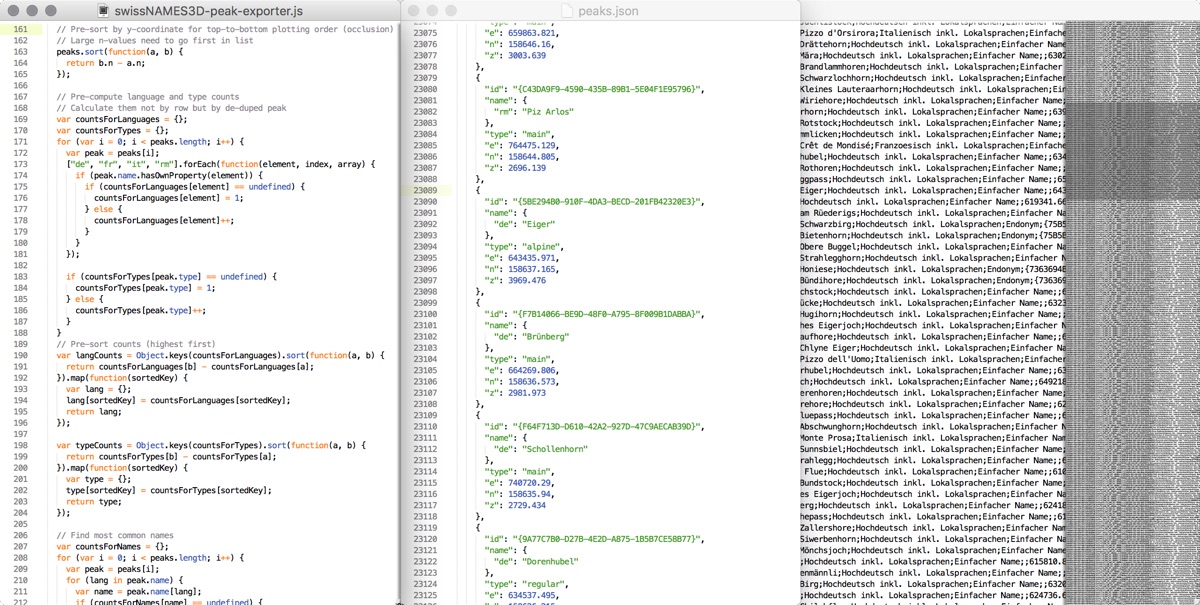 swissNAMES3D-peak-exporter.js
161 // Pre-sort by y-coordinate for top-to-bottom plotting order (occlusion)
162 // Large n-values need to go first in list
163 peaks.sort(function(a, b) {
164 return b.n - a.n;
165 });
166
167 // Pre-compute language and type counts
168 // Calculate them not by row but by de-duped peak
169 var countsForLanguages = {};
170 var countsForTypes = {};
171 for (var i = 0; i < peaks.length; i++) {
172 var peak = peaks[i];
173 ["de", "fr", "it", "rm"].forEach(function(element, index, array) {
174 if (peak.name.hasOwnProperty(element)) {
175 if (countsForLanguages[element] == undefined) {
176 countsForLanguages[element] = 1;
177 } else {
178 countsForLanguages[element]++;
179 }
180 }
181 });
182
183 if (countsForTypes[peak.type] == undefined) {
184 countsForTypes[peak.type] = 1;
185 } else {
186 countsForTypes[peak.type]++;
187 }
188 }
189 // Pre-sort counts (highest first)
190 var langCounts = Object.keys(countsForLanguages).sort(function(a, b) {
191 return countsForLanguages[b] - countsForLanguages[a];
192 }).map(function(sortedKey) {
193 var lang = {};
194 lang[sortedKey] = countsForLanguages[sortedKey];
195 return lang;
196 });
197
198 var typeCounts = Object.keys(countsForTypes).sort(function(a, b) {
199 return countsForTypes[b] - countsForTypes[a];
200 }).map(function(sortedKey) {
201 var type = {};
202 type[sortedKey] = countsForTypes[sortedKey];
203 return type;
204 });
205
206 // Find most common names
207 var countsForNames = {};
208 for (var i = 0; i < peaks.length; i++) {
209 var peak = peaks[i];
210 for (lang in peak.name) {
211 var name = peak.name[lang];
212 if (countsForNames[name] == undefined) {
peaks.json
23074 "type": "main",
23075 "e": 659863.821,
23076 "n": 158646.16,
23077 "z": 3003.639
23078 },
23079 {
23080 "id": "{C43DA9F9-4590-435B-89B1-5E04F1E95796}",
23081 "name": {
23082 "rm": "Piz Arlos"
23083 },
23084 "type": "main",
23085 "e": 764475.129,
23086 "n": 158644.805,
23087 "z": 2696.139
23088 },
23089 {
23090 "id": "{5BE294B0-910F-4DA3-BECD-201FB42320E3}",
23091 "name": {
23092 "de": "Eiger"
23093 },
23094 "type": "alpine",
23095 "e": 643435.971,
23096 "n": 158637.165,
23097 "z": 3969.476
23098 },
23099 {
23100 "id": "{F7B14066-BE9D-48F0-A795-8F009B1DABBA}",
23101 "name": {
23102 "de": "Brünberg"
23103 },
23104 "type": "main",
23105 "e": 664269.806,
23106 "n": 158636.573,
23107 "z": 2981.973
23108 },
23109 {
23110 "id": "{F64F713D-D610-42A2-927D-47C9AECAB39D}",
23111 "name": {
23112 "de": "Schollenhorn"
23113 },
23114 "type": "main",
23115 "e": 740720.29,
23116 "n": 158635.94,
23117 "z": 2729.434
23118 },
23119 {
23120 "id": "{9A77C7B0-D27B-4E2D-A875-1B5B7CE58B77}",
23121 "name": {
23122 "de": "Dorenhubel"
23123 },
23124 "type": "regular",
23125 "e": 634537.495,
Pizzo d'Orsirora;Italienisch inkl. Lokalsprachen;Einfacher
Drättehorn;Hochdeutsch inkl. Lokalsprachen;Einfacher Name
Mära;Hochdeutsch inkl. Lokalsprachen;Einfacher Name;;6302
Brandlammhoren;Hochdeutsch inkl. Lokalsprachen;Einfacher
Schwarzlochhorn;Hochdeutsch inkl. Lokalsprachen;Einfacher
Kleines Lauteraarhorn;Hochdeutsch inkl. Lokalsprachen;Ein
Wiriehore;Hochdeutsch inkl. Lokalsprachen;Einfacher Name;
rhorn;Hochdeutsch inkl. Lokalsprachen;Einfacher Name;;639
Rotstock;Hochdeutsch inkl. Lokalsprachen;Einfacher Name;;
mmlicken;Hochdeutsch inkl. Lokalsprachen;Einfacher Name;;
Crêt de Mondisé;Franzoesisch inkl. Lokalsprachen;Einfache
hubel;Hochdeutsch inkl. Lokalsprachen;Einfacher Name;;634
Rothoren;Hochdeutsch inkl. Lokalsprachen;Einfacher Name;;
ggpass;Hochdeutsch inkl. Lokalsprachen;Einfacher Name;;65
Eiger;Hochdeutsch inkl. Lokalsprachen;Einfacher Name;;643
Hochdeutsch inkl. Lokalsprachen;Einfacher Name;;619341.66
am Rüederigs;Hochdeutsch inkl. Lokalsprachen;Einfacher Na
Schwarzbirg;Hochdeutsch inkl. Lokalsprachen;Endonym;{75B5
Bietenhorn;Hochdeutsch inkl. Lokalsprachen;Endonym;{75B5B
Obere Buggel;Hochdeutsch inkl. Lokalsprachen;Einfacher Na
Strahlegghorn;Hochdeutsch inkl. Lokalsprachen;Einfacher N
Honiese;Hochdeutsch inkl. Lokalsprachen;Endonym;{7363694E
Bündihore;Hochdeutsch inkl. Lokalsprachen;Endonym;{736369
chstock;Hochdeutsch inkl. Lokalsprachen;Einfacher Name;;6
ücke;Hochdeutsch inkl. Lokalsprachen;Einfacher Name;;6323
Hugihorn;Hochdeutsch inkl. Lokalsprachen;Einfacher Name;;
hes Eigerjoch;Hochdeutsch inkl. Lokalsprachen;Einfacher N
aufhore;Hochdeutsch inkl. Lokalsprachen;Einfacher Name;;6
Chlyne Eiger;Hochdeutsch inkl. Lokalsprachen;Einfacher Na
Pizzo dell'Uomo;Italienisch inkl. Lokalsprachen;Einfacher
rhubel;Hochdeutsch inkl. Lokalsprachen;Einfacher Name;;63
ch;Hochdeutsch inkl. Lokalsprachen;Einfacher Name;;649218
erenhorn;Hochdeutsch inkl. Lokalsprachen;Einfacher Name;;
rehore;Hochdeutsch inkl. Lokalsprachen;Einfacher Name;;62
luepass;Hochdeutsch inkl. Lokalsprachen;Einfacher Name;;6
Abschwunghorn;Hochdeutsch inkl. Lokalsprachen;Einfacher N
Monte Prosa;Italienisch inkl. Lokalsprachen;Einfacher Nam
Sunnsbiel;Hochdeutsch inkl. Lokalsprachen;Einfacher Name;
rahlegg;Hochdeutsch inkl. Lokalsprachen;Einfacher Name;;6
Flue;Hochdeutsch inkl. Lokalsprachen;Einfacher Name;;610
Bundstock;Hochdeutsch inkl. Lokalsprachen;Einfacher Name;
es Eigerjoch;Hochdeutsch inkl. Lokalsprachen;Einfacher Na
erg;Hochdeutsch inkl. Lokalsprachen;Einfacher Name;;62418
hepass;Hochdeutsch inkl. Lokalsprachen;Einfacher Name;;61
Zallershore;Hochdeutsch inkl. Lokalsprachen;Einfacher Nam
Siwerbenhorn;Hochdeutsch inkl. Lokalsprachen;Einfacher Na
Mönchsjoch;Hochdeutsch inkl. Lokalsprachen;Einfacher Name
Hochdeutsch inkl. Lokalsprachen;Einfacher Name;;615810.8
enmännli;Hochdeutsch inkl. Lokalsprachen;Einfacher Name;;
Birg;Hochdeutsch inkl. Lokalsprachen;Einfacher Name;;6320
Hochdeutsch inkl. Lokalsprachen;Einfacher Name;;624736.6